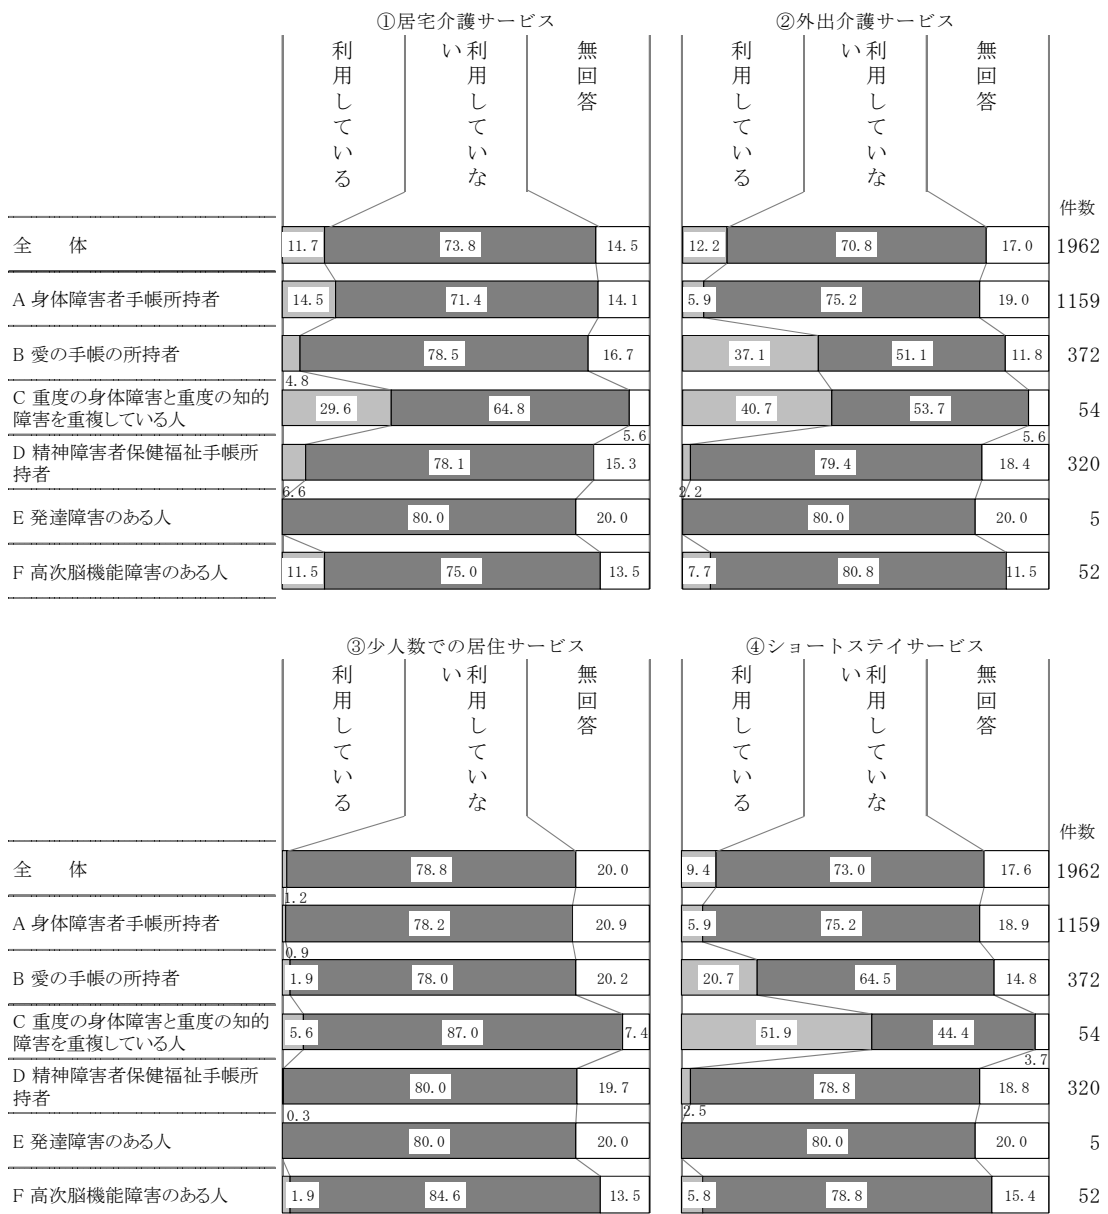 ①居宅介護サービス
②外出介護サービス
利用している
利用していない
無回答
利用している
利用していない
無回答
件数
全　体
11.7
73.8
14.5
12.2
70.8
17.0
1962
A 身体障害者手帳所持者
14.5
71.4
14.1
5.9
75.2
19.0
1159
B 愛の手帳の所持者
4.8
78.5
16.7
37.1
51.1
11.8
372
C 重度の身体障害と重度の知的
障害を重複している人
29.6
64.8
5.6
40.7
53.7
5.6
54
D 精神障害者保健福祉手帳所
持者
6.6
78.1
15.3
2.2
79.4
18.4
320
E 発達障害のある人
80.0
20.0
80.0
20.0
5
F 高次脳機能障害のある人
11.5
75.0
13.5
7.7
80.8
11.5
52
③少人数での居住サービス
④ショートステイサービス
利用している
利用していない
無回答
利用している
利用していない
無回答
件数
全　体
1.2
78.8
20.0
9.4
73.0
17.6
1962
A 身体障害者手帳所持者
0.9
78.2
20.9
5.9
75.2
18.9
1159
B 愛の手帳の所持者
1.9
78.0
20.2
20.7
64.5
14.8
372
C 重度の身体障害と重度の知的
障害を重複している人
5.6
87.0
7.4
51.9
44.4
3.7
54
D 精神障害者保健福祉手帳所
持者
0.3
80.0
19.7
2.5
78.8
18.8
320
E 発達障害のある人
80.0
20.0
80.0
20.0
5
F 高次脳機能障害のある人
1.9
84.6
13.5
5.8
78.8
15.4
52